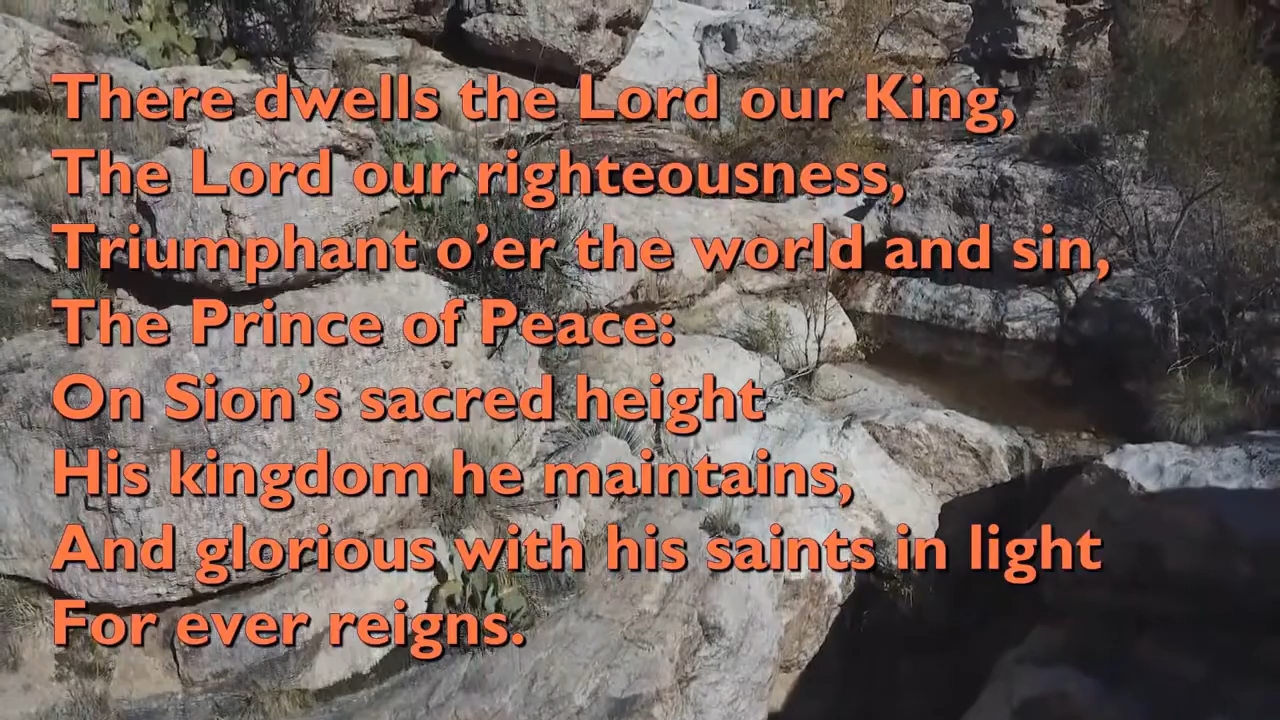 There dwells the Lord our King,
The Lord our righteousness,
Triumphant o’er the world and sin,
The Prince of Peace:
On Sion’s sacred height
His kingdom he maintains,
And glorious with his saints in light
For ever reigns.